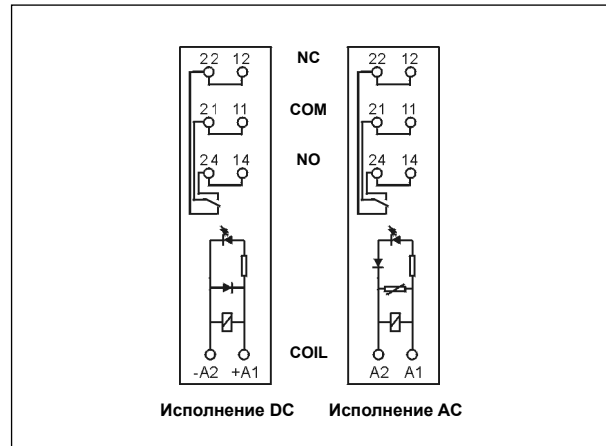 22 12 NC 22 12
21 11 COM 21 11
24 14 NO 24 14
COIL
-A2 +A1 A2 A1
Исполнение DC Исполнение AC